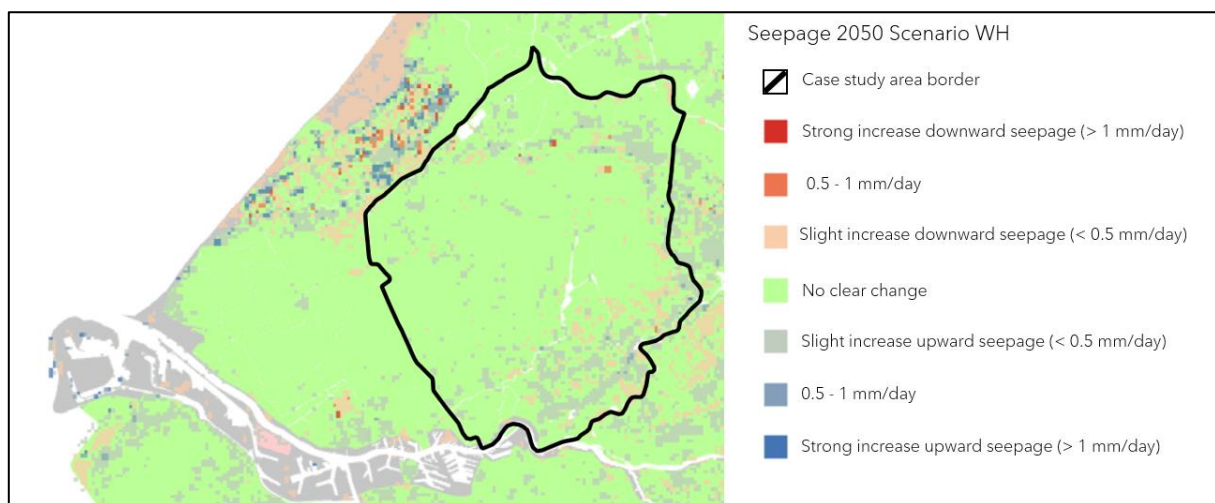 Seepage 2050 Scenario WH
Case study area border
Strong increase downward seepage (> 1 mm/day)
0.5 - 1 mm/day
Slight increase downward seepage (< 0.5 mm/day)
No clear change
Slight increase upward seepage (< 0.5 mm/day)
0.5 - 1 mm/day
Strong increase upward seepage (> 1 mm/day)